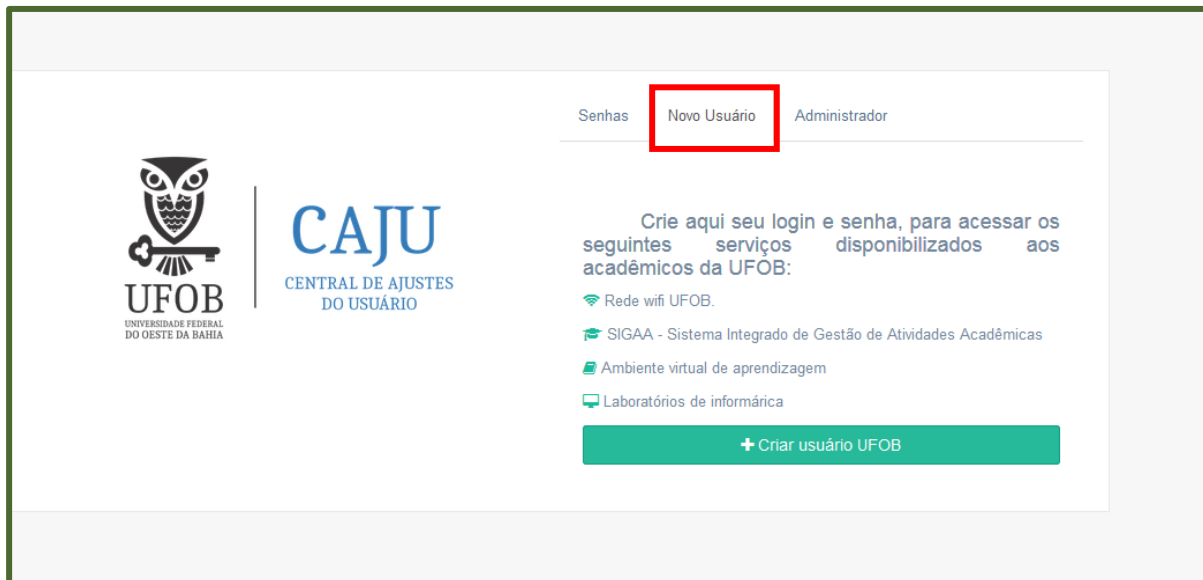 Senhas Novo Usuário Administrador
UFOB
UNIVERSIDADE FEDERAL
DO OESTE DA BAHIA
CAJU
CENTRAL DE AJUSTES
DO USUÁRIO
Crie aqui seu login e senha, para acessar os
seguintes serviços disponibilizados aos
acadêmicos da UFOB:
Rede wifi UFOB.
SIGAA - Sistema Integrado de Gestão de Atividades Acadêmicas
Ambiente virtual de aprendizagem
Laboratórios de informárica
+ Criar usuário UFOB